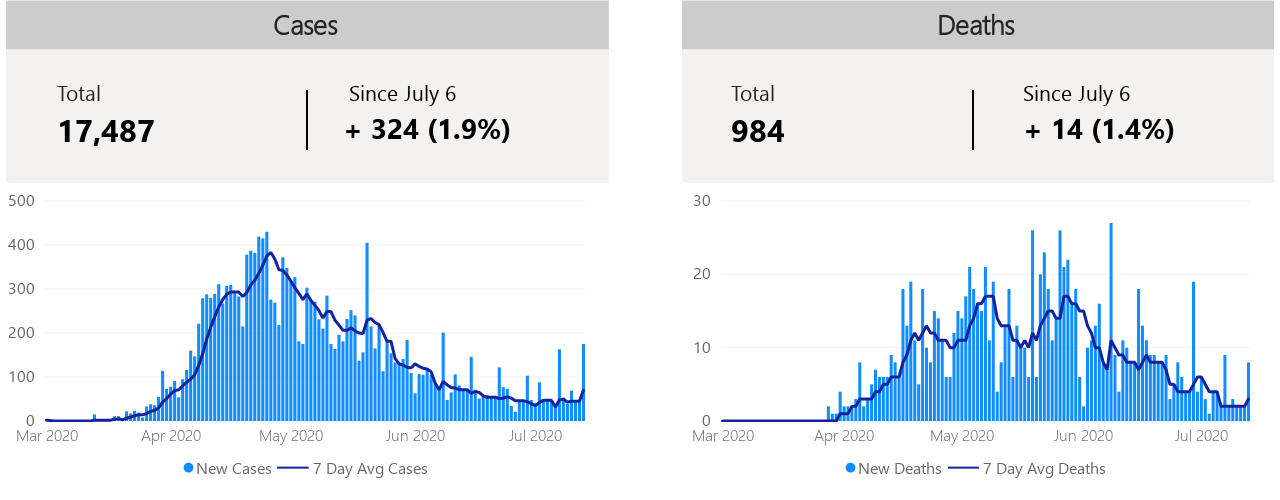 Cases
Total
17,487
Since July 6
+ 324 (1.9%)
500
400
300
200
100
0
Mar 2020 Apr 2020 May 2020 Jun 2020 Jul 2020
New Cases 7 Day Avg Cases
Deaths
Total
984
Since July 6
+ 14 (1.4%)
30
20
10
0
Mar 2020 Apr 2020 May 2020 Jun 2020 Jul 2020
New Deaths 7 Day Avg Deaths